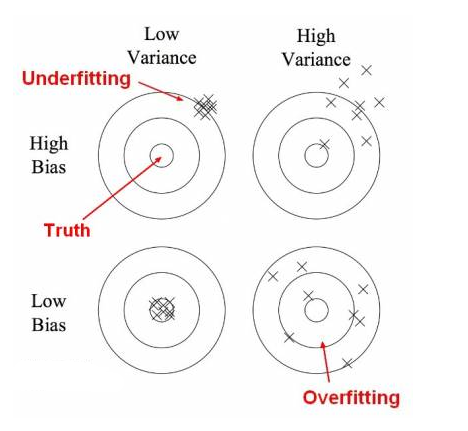 Low
Variance
High
Variance
Underfitting
High
Bias
Truth
Low
Bias
Overfitting